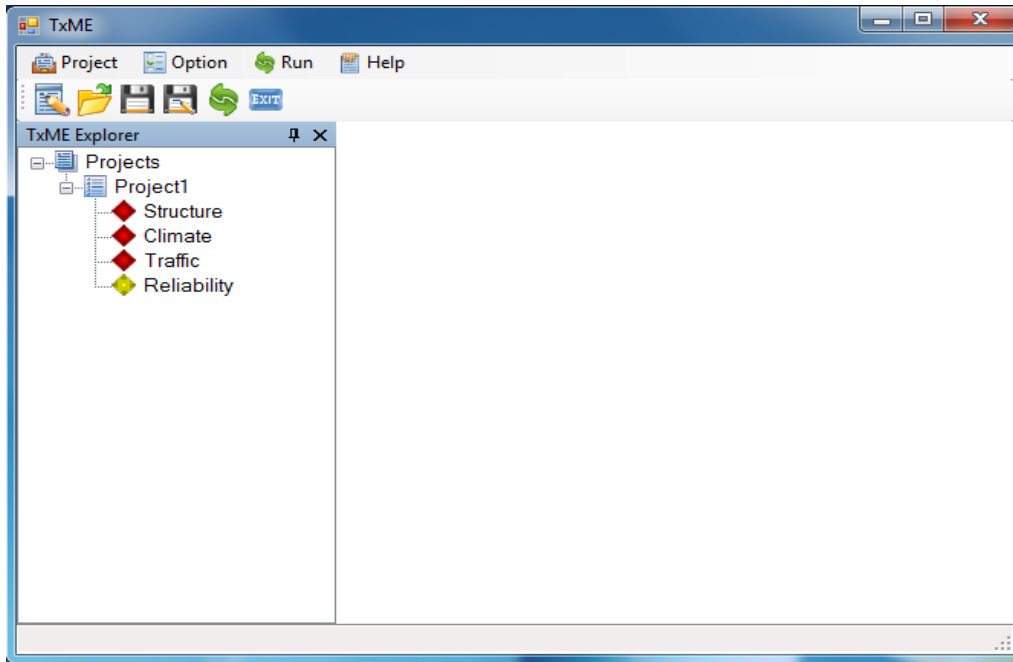 TxME
Project Option Run Help
EXIT
TxME Explorer
Projects
Project1
Structure
Climate
Traffic
Reliability